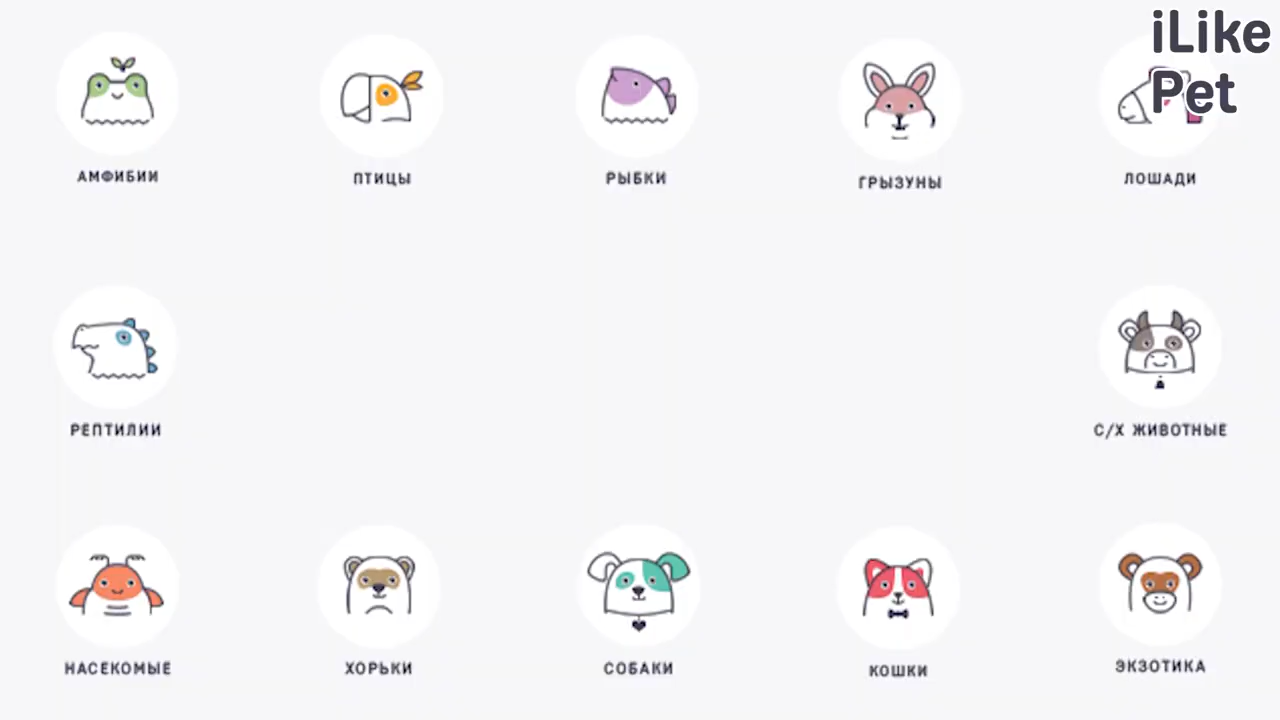 iLike
Pet
АМФИБИИ
ПТИЦЫ
РЫБКИ
ГРЫЗУНЫ
ЛОШАДИ
РЕПТИЛИИ
С/Х ЖИВОТНЫЕ
НАСЕКОМЫЕ
ХОРЬКИ
СОБАКИ
КОШКИ
ЭКЗОТИКА